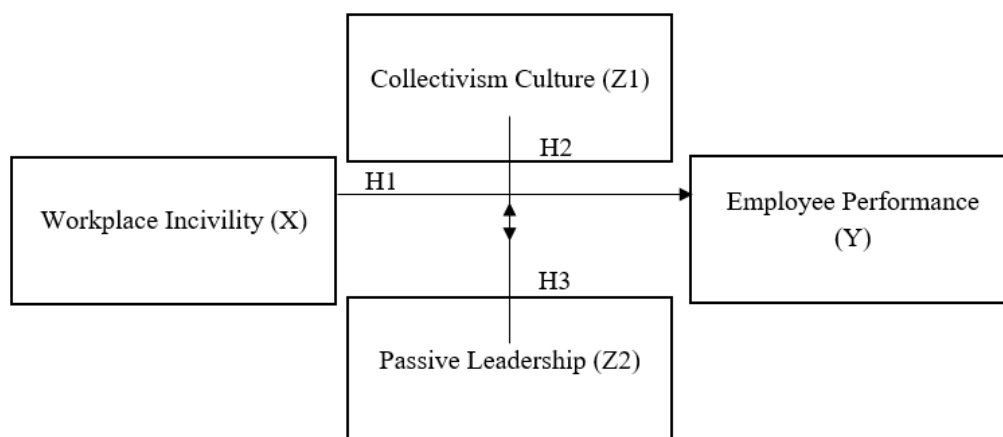 Collectivism Culture (Z1)
H2
H1
Workplace Incivility (X)
Employee Performance
(Y)
H3
Passive Leadership (Z2)